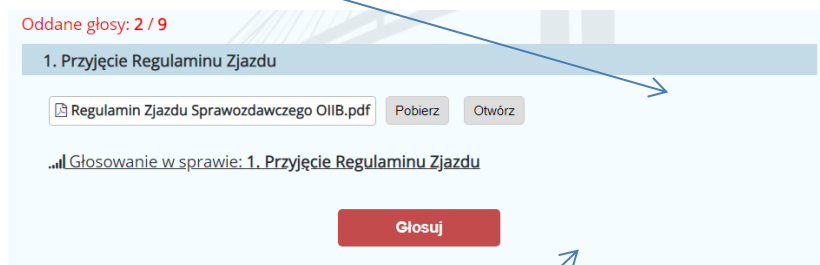 Oddane głosy: 2 / 9
1. Przyjęcie Regulaminu Zjazdu
Regulamin Zjazdu Sprawozdawczego OIIB.pdf Pobierz Otwórz
Głosowanie w sprawie: 1. Przyjęcie Regulaminu Zjazdu
Głosuj